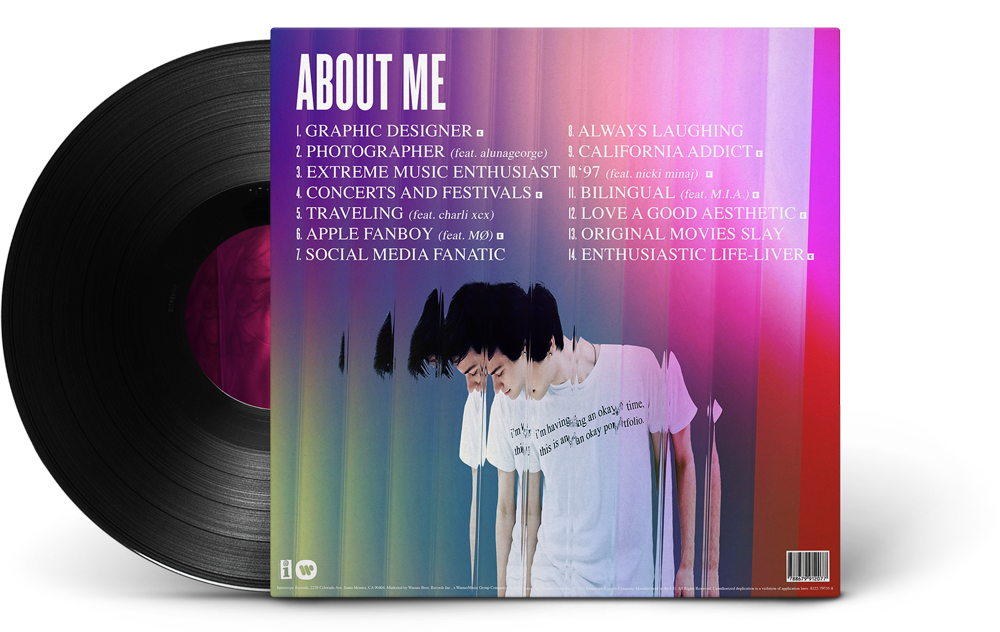 ABOUT ME
1. GRAPHIC DESIGNER E
2. PHOTOGRAPHER (feat. alunageorge)
3. EXTREME MUSIC ENTHUSIAST
4. CONCERTS AND FESTIVALS E
5. TRAVELING (feat. charli xcx)
6. APPLE FANBOY (feat. MØ) E
7. SOCIAL MEDIA FANATIC
8. ALWAYS LAUGHING
9. CALIFORNIA ADDICT E
10. '97 (feat. nicki minaj) E
11. BILINGUAL (feat. M.I.A.) E
12. LOVE A GOOD AESTHETIC E
13. ORIGINAL MOVIES SLAY
14. ENTHUSIASTIC LIFE-LIVER E
i'm i'm having an okay time.
this this is an okay portfolio.
i W
788679 912077